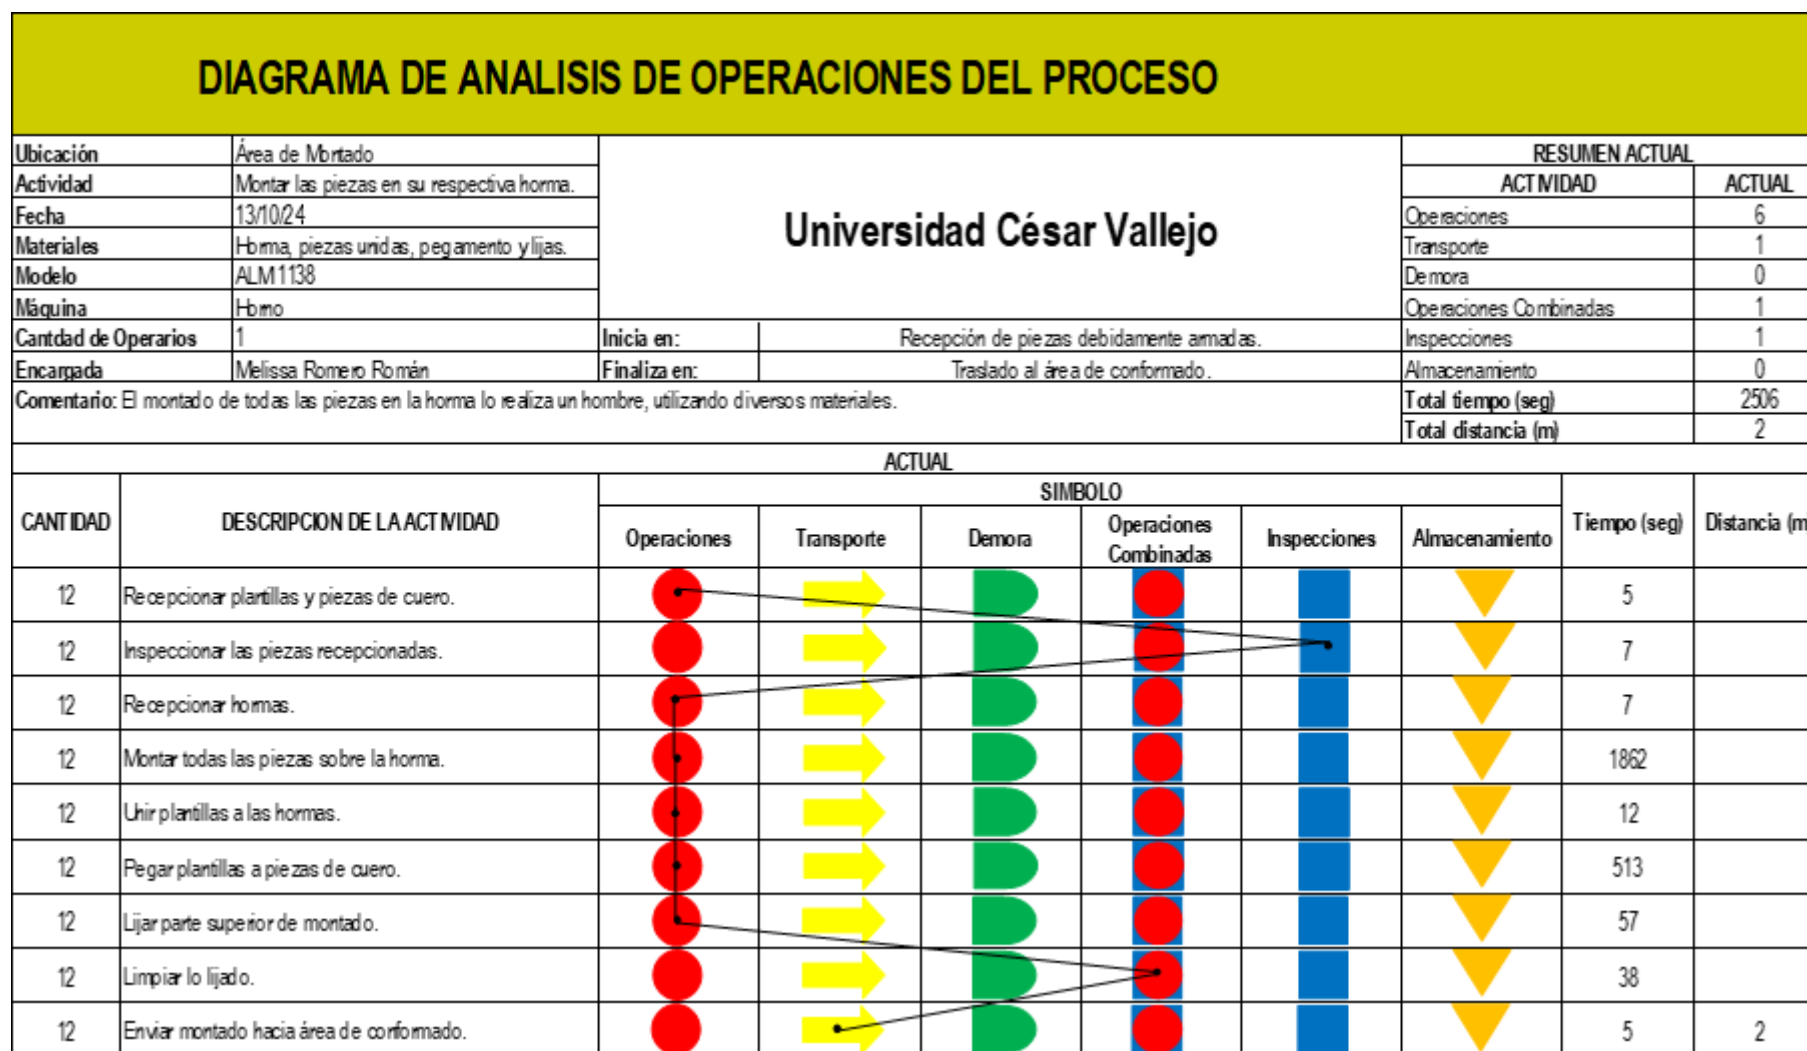 DIAGRAMA DE ANALISIS DE OPERACIONES DEL PROCESO
Ubicación Área de Montado
Actividad Montar las piezas en su respectiva horma.
Fecha 13/10/24
Materiales Horma, piezas unidas, pegamento y lijas.
Modelo ALM1138
Máquina Horno
Cantdad de Operarios 1
Encargada Melissa Romero Román
Universidad César Vallejo
Inicia en: Recepción de piezas debidamente armadas.
Finaliza en: Traslado al área de conformado.
RESUMEN ACTUAL
ACTIVIDAD ACTUAL
Operaciones 6
Transporte 1
Demora 0
Operaciones Combinadas 1
Inspecciones 1
Almacenamiento 0
Total tiempo (seg) 2506
Total distancia (m) 2
Comentario: El montado de todas las piezas en la horma lo realiza un hombre, utilizando diversos materiales.
ACTUAL
CANTIDAD DESCRIPCION DE LA ACTIVIDAD SIMBOLO Tiempo (seg) Distancia (m
Operaciones Transporte Demora Operaciones Combinadas Inspecciones Almacenamiento
12 Recepcionar plantillas y piezas de cuero. 5
12 Inspeccionar las piezas recepcionadas. 7
12 Recepcionar hormas. 7
12 Montar todas las piezas sobre la horma. 1862
12 Unir plantillas a las hormas. 12
12 Pegar plantillas a piezas de cuero. 513
12 Lijar parte superior de montado. 57
12 Limpiar lo lijado. 38
12 Enviar montado hacia área de conformado. 5 2